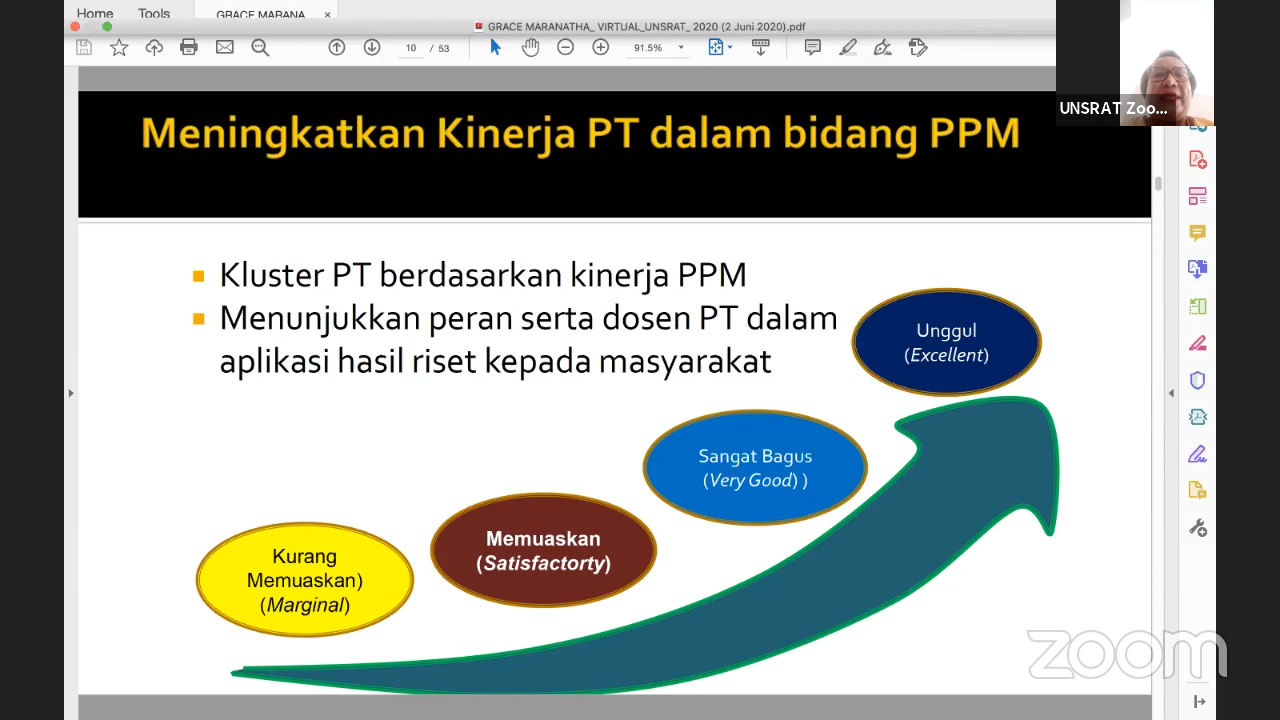 Home Tools GRACE MARANA ×
GRACE MARANATHA_ VIRTUAL_UNSRAT_ 2020 (2 Juni 2020).pdf
10 / 53 91.5%
UNSRAT Zoo...
Meningkatkan Kinerja PT dalam bidang PPM
Kluster PT berdasarkan kinerja PPM
Menunjukkan peran serta dosen PT dalam
aplikasi hasil riset kepada masyarakat
Unggul
(Excellent)
Sangat Bagus
(Very Good) )
Memuaskan
(Satisfactorty)
Kurang
Memuaskan)
(Marginal)
zoom